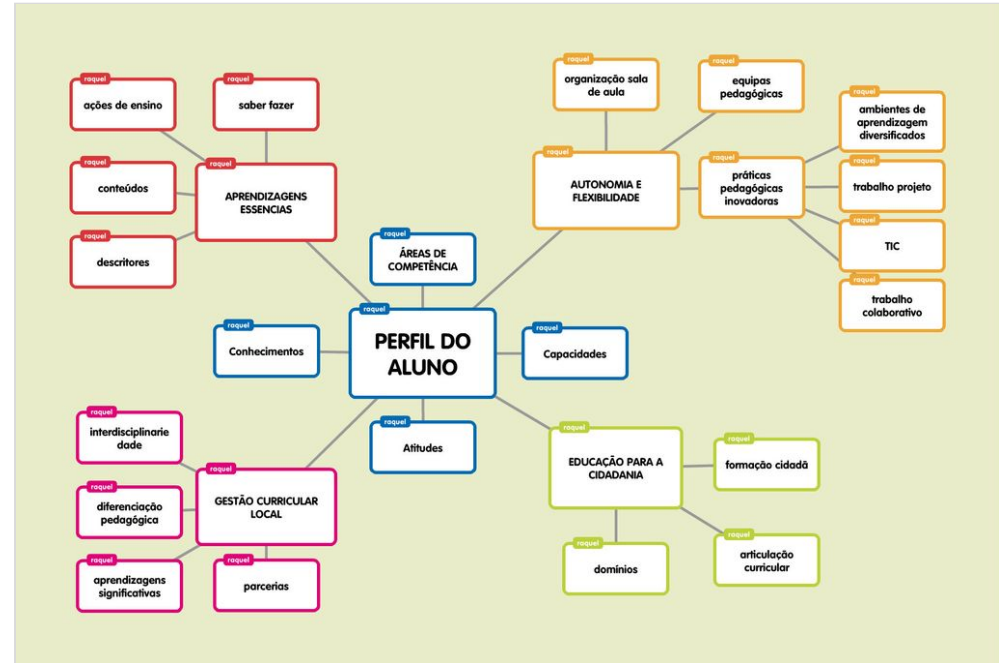 raquel
ações de ensino
raquel
saber fazer
raquel
conteúdos
raquel
descritores
raquel
APRENDIZAGENS
ESSENCIAS
raquel
organização sala
de aula
raquel
equipas
pedagógicas
raquel
AUTONOMIA E
FLEXIBILIDADE
raquel
práticas
pedagógicas
inovadoras
raquel
ambientes de
aprendizagem
diversificados
raquel
trabalho projeto
raquel
TIC
raquel
trabalho
colaborativo
raquel
ÁREAS DE
COMPETÊNCIA
raquel
PERFIL DO
ALUNO
raquel
Conhecimentos
raquel
Capacidades
raquel
Atitudes
raquel
interdisciplinarie
dade
raquel
diferenciação
pedagógica
raquel
aprendizagens
significativas
raquel
GESTÃO CURRICULAR
LOCAL
raquel
parcerias
raquel
EDUCAÇÃO PARA A
CIDADANIA
raquel
formação cidadã
raquel
domínios
raquel
articulação
curricular